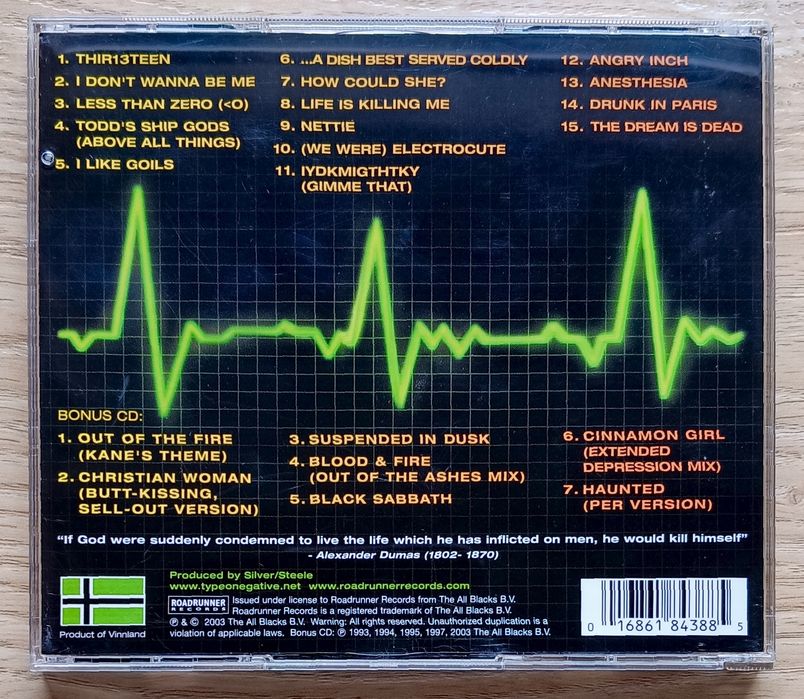 1. THIR13TEEN
2. I DON'T WANNA BE ME
3. LESS THAN ZERO (<0)
4. TODD'S SHIP GODS
(ABOVE ALL THINGS)
5. I LIKE GOILS
6. ...A DISH BEST SERVED COLDLY
7. HOW COULD SHE?
8. LIFE IS KILLING ME
9. NETTIE
10. (WE WERE) ELECTROCUTE
11. IYDKMIGTHTKY
(GIMME THAT)
12. ANGRY INCH
13. ANESTHESIA
14. DRUNK IN PARIS
15. THE DREAM IS DEAD
BONUS CD:
1. OUT OF THE FIRE
(KANE'S THEME)
2. CHRISTIAN WOMAN
(BUTT-KISSING,
SELL-OUT VERSION)
3. SUSPENDED IN DUSK
4. BLOOD & FIRE
(OUT OF THE ASHES MIX)
5. BLACK SABBATH
6. CINNAMON GIRL
(EXTENDED
DEPRESSION MIX)
7. HAUNTED
(PER VERSION)
"If God were suddenly condemned to live the life which he has inflicted on men, he would kill himself"
- Alexander Dumas (1802- 1870)
Product of Vinnland
Produced by Silver/Steele
www.typeonegative.net www.roadrunnerrecords.com
ROADRUNNER
RECORDS
Issued under license to Roadrunner Records from The All Blacks B.V.
Roadrunner Records is a registered trademark of The All Blacks B.V.
℗ & © 2003 The All Blacks B.V. Warning: All rights reserved. Unauthorized duplication is a
violation of applicable laws. Bonus CD: ℗ 1993, 1994, 1995, 1997, 2003 The All Blacks B.V.
0 16861 84388 5